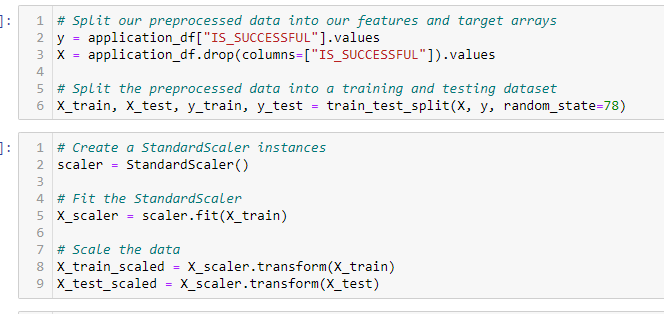 ]:
1 # Split our preprocessed data into our features and target arrays
2 y = application_df["IS_SUCCESSFUL"].values
3 X = application_df.drop(columns=["IS_SUCCESSFUL"]).values
4
5 # Split the preprocessed data into a training and testing dataset
6 X_train, X_test, y_train, y_test = train_test_split(X, y, random_state=78)
]:
1 # Create a StandardScaler instances
2 scaler = StandardScaler()
3
4 # Fit the StandardScaler
5 X_scaler = scaler.fit(X_train)
6
7 # Scale the data
8 X_train_scaled = X_scaler.transform(X_train)
9 X_test_scaled = X_scaler.transform(X_test)